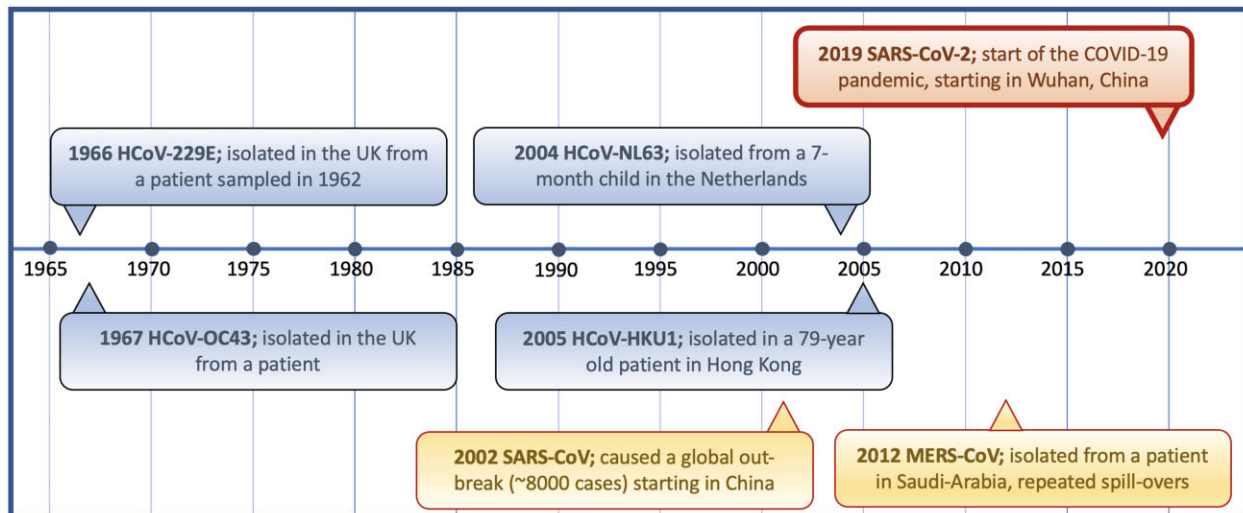 2019 SARS-CoV-2; start of the COVID-19
pandemic, starting in Wuhan, China
1966 HCoV-229E; isolated in the UK from
a patient sampled in 1962
2004 HCoV-NL63; isolated from a 7-
month child in the Netherlands
1965 1970 1975 1980 1985 1990 1995 2000 2005 2010 2015 2020
1967 HCoV-OC43; isolated in the UK
from a patient
2005 HCoV-HKU1; isolated in a 79-year
old patient in Hong Kong
2002 SARS-CoV; caused a global out-
break (~8000 cases) starting in China
2012 MERS-CoV; isolated from a patient
in Saudi-Arabia, repeated spill-overs